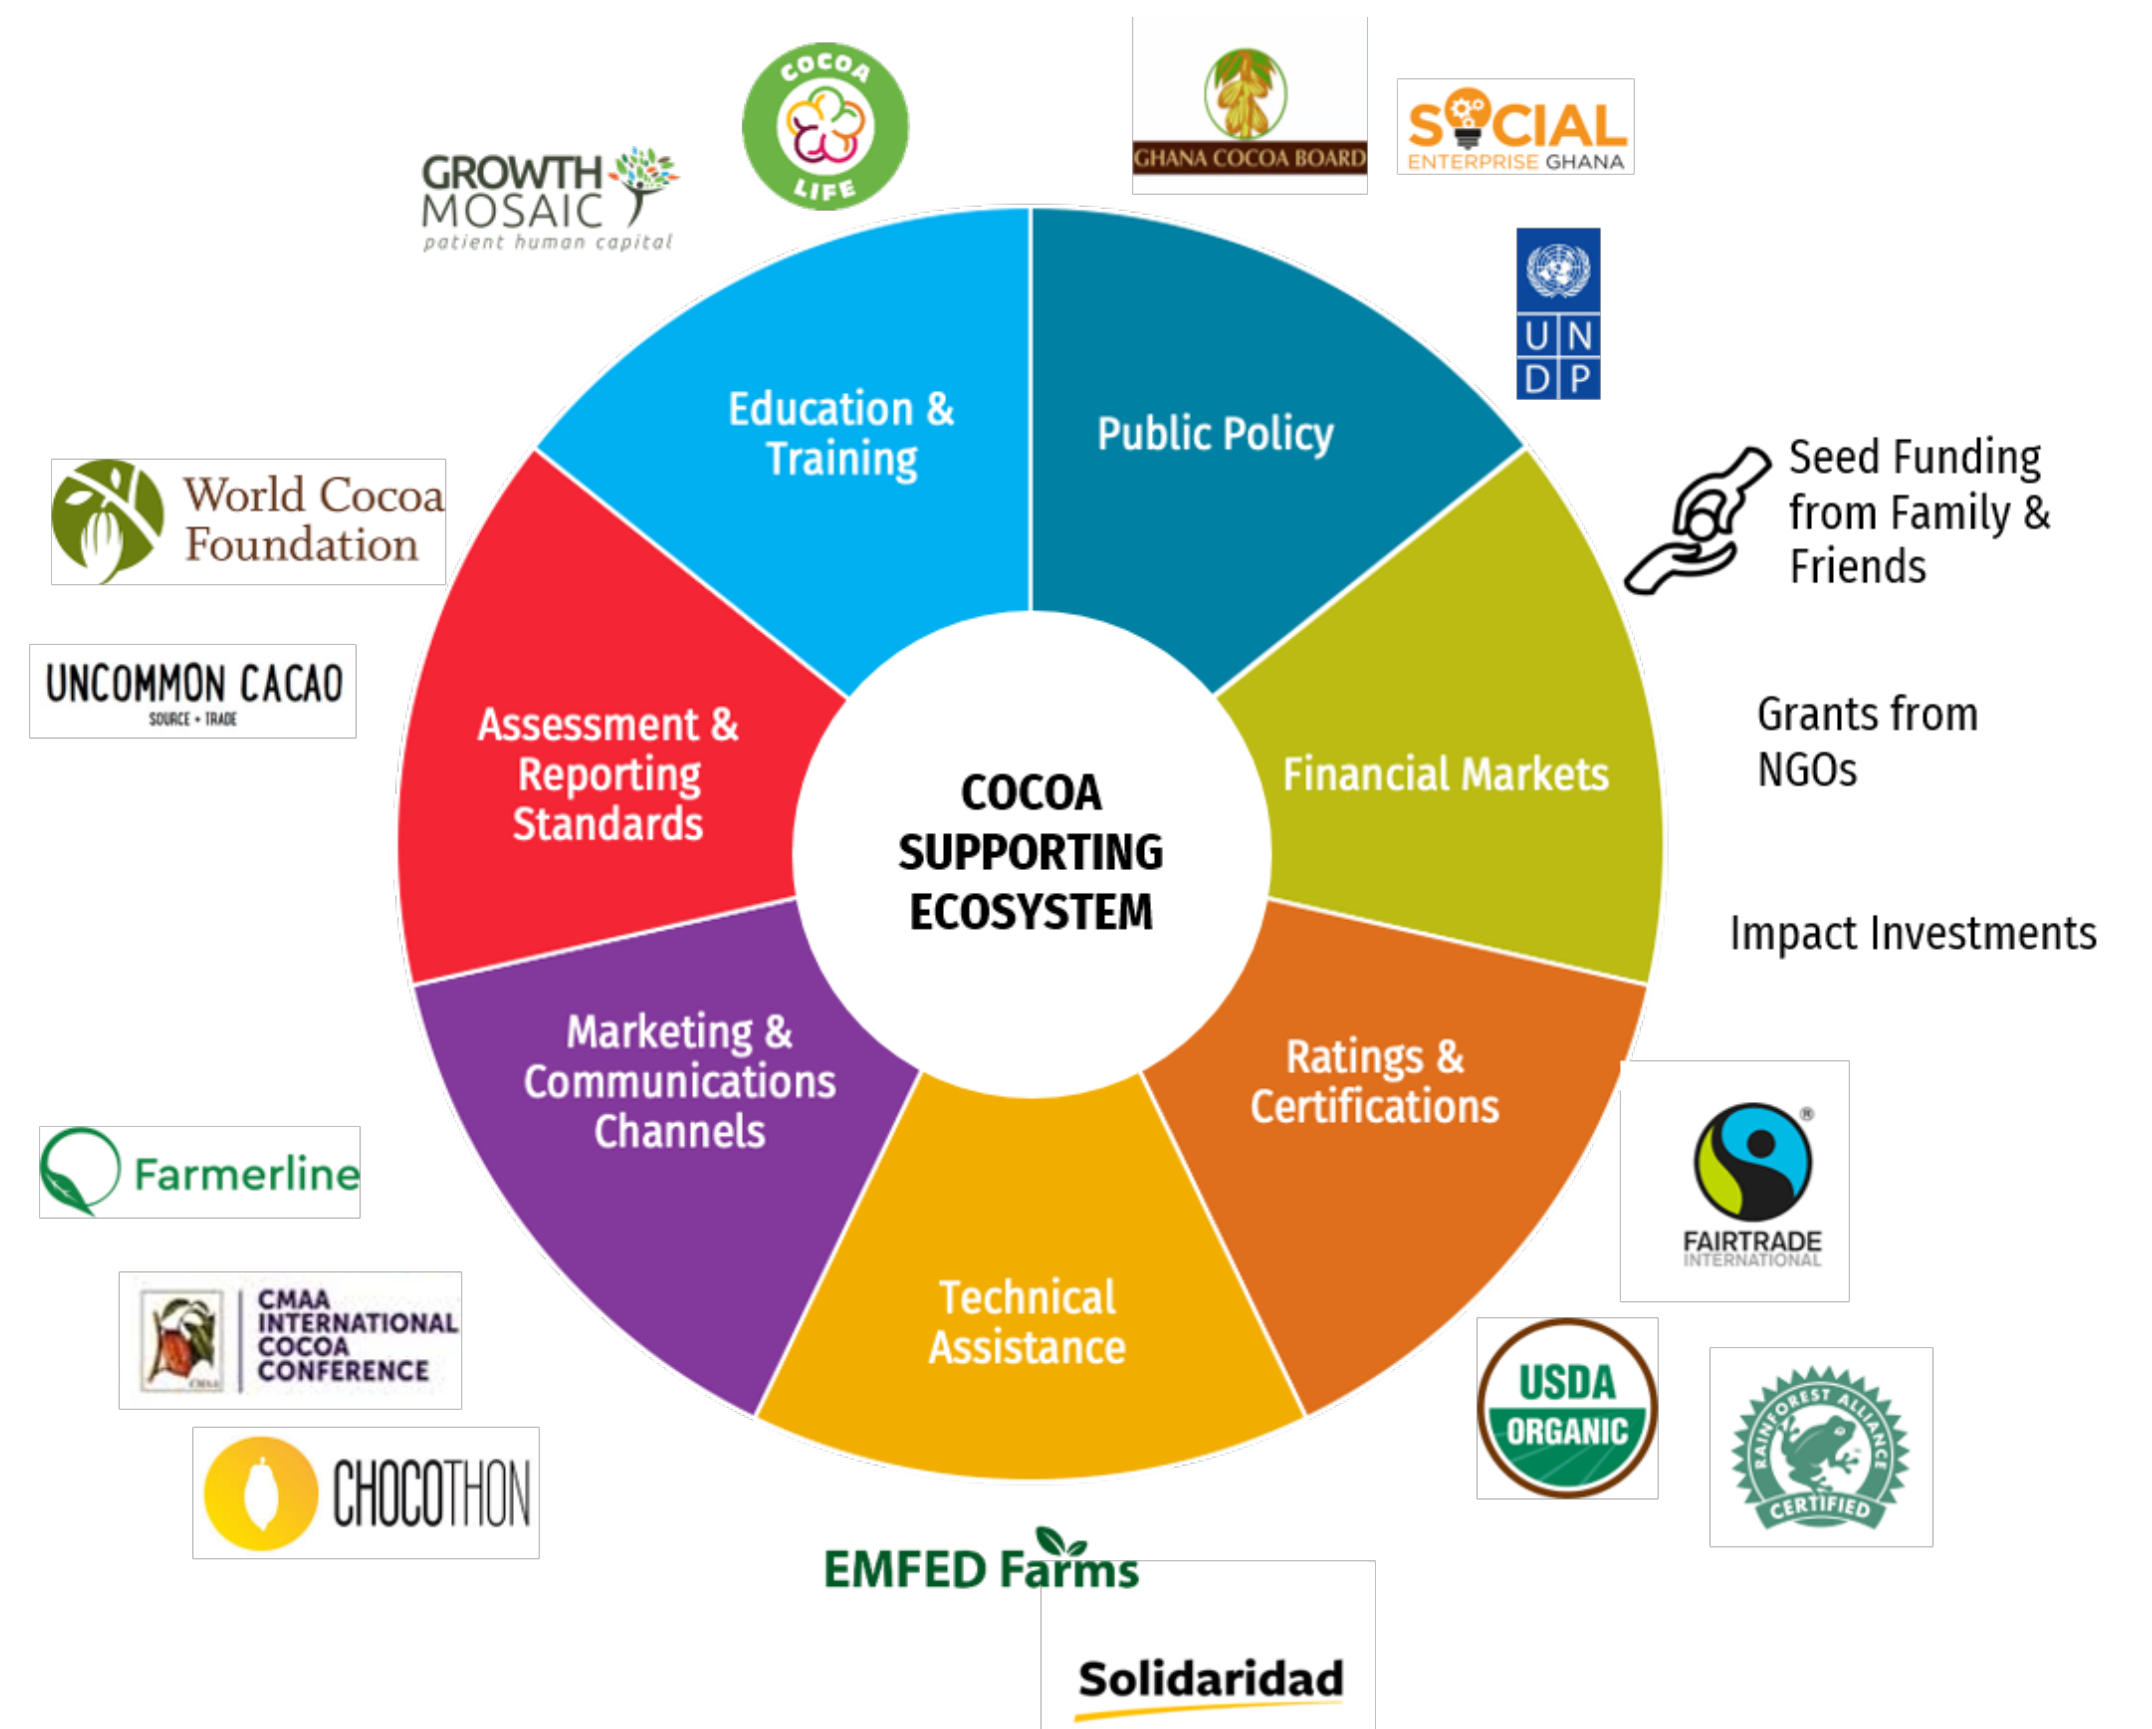 COCOA
LIFE
GHANA COCOA BOARD
SOCIAL
ENTERPRISE GHANA
GROWTH
MOSAIC
patient human capital
UN
DP
Education &
Training
Public Policy
Seed Funding
from Family &
Friends
World Cocoa
Foundation
UNCOMMON CACAO
SOURCE + TRADE
Assessment &
Reporting
Standards
Financial Markets
Grants from
NGOs
COCOA
SUPPORTING
ECOSYSTEM
Impact Investments
Marketing &
Communications
Channels
Ratings &
Certifications
Farmerline
®
FAIRTRADE
INTERNATIONAL
CMAA
INTERNATIONAL
COCOA
CONFERENCE
Technical
Assistance
USDA
ORGANIC
RAINFOREST ALLIANCE
CERTIFIED
CHOCOTHON
EMFED Farms
Solidaridad